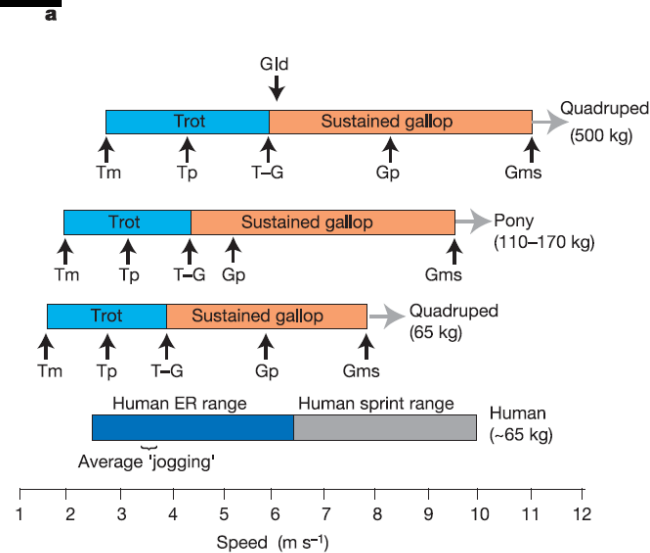 a
Gld
Trot Sustained gallop Quadruped
(500 kg)
Tm Tp T–G Gp Gms
Trot Sustained gallop Pony
(110–170 kg)
Tm Tp T–G Gp Gms
Trot Sustained gallop Quadruped
(65 kg)
Tm Tp T–G Gp Gms
Human ER range Human sprint range Human
(~65 kg)
Average 'jogging'
1 2 3 4 5 6 7 8 9 10 11 12
Speed (m s⁻¹)